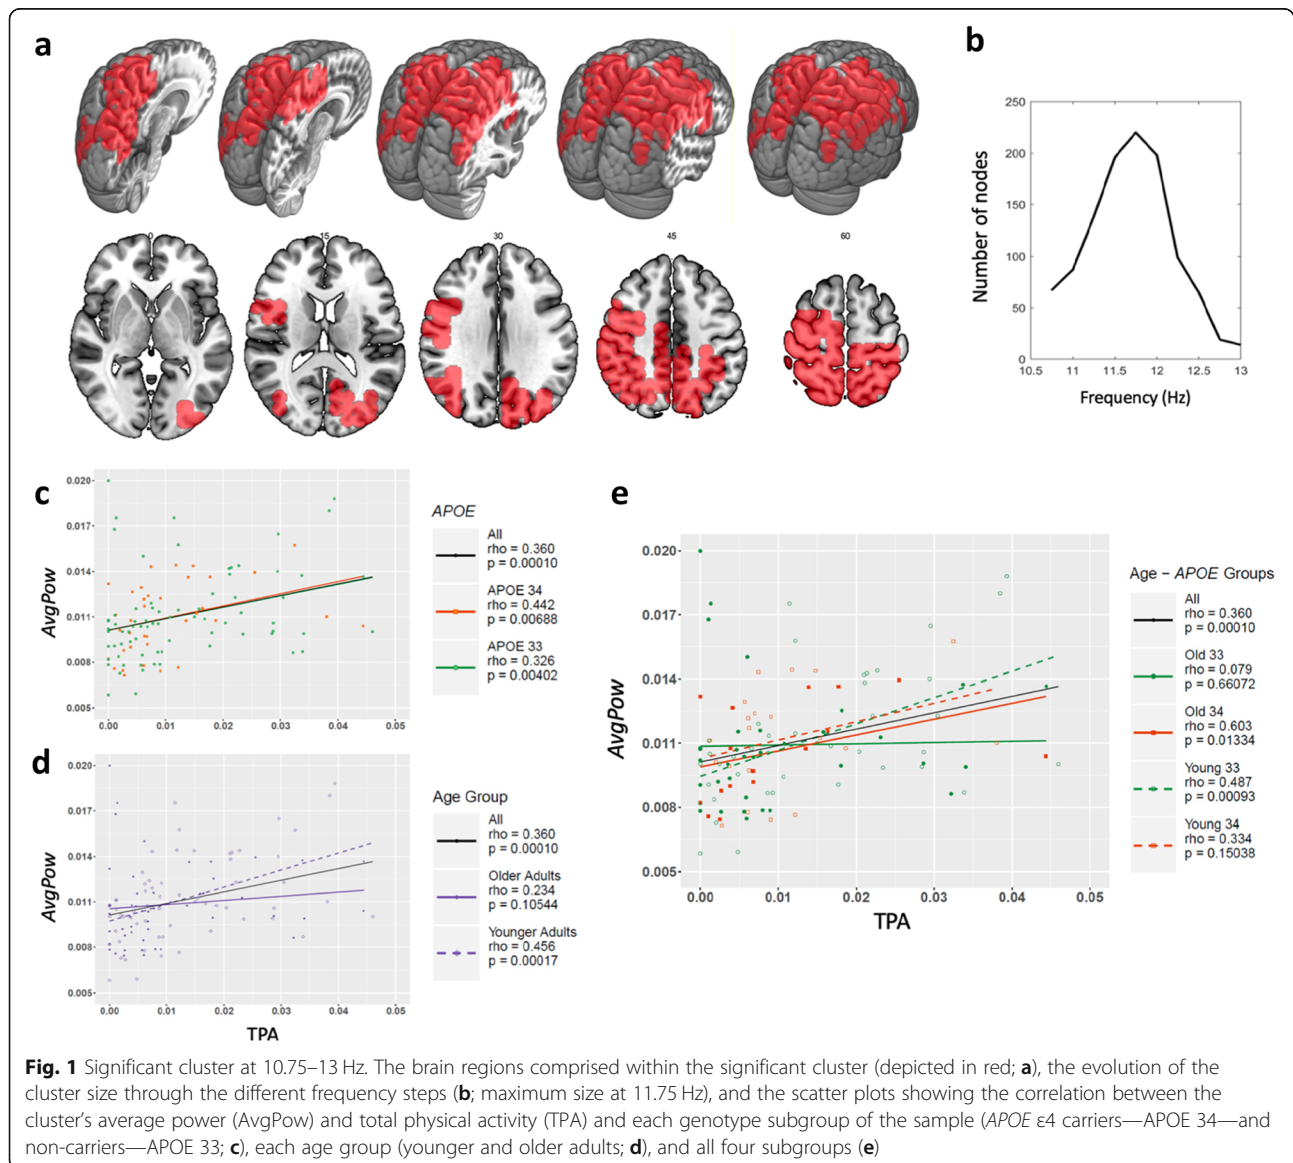 a
b
0
15
30
45
60
250
200
150
100
50
0
Number of nodes
10.5
11
11.5
12
12.5
13
Frequency (Hz)
c
0.020
0.017
0.014
0.011
0.008
0.005
AvgPow
0.00
0.01
0.02
0.03
0.04
0.05
APOE
All
rho = 0.360
p = 0.00010
APOE 34
rho = 0.442
p = 0.00688
APOE 33
rho = 0.326
p = 0.00402
d
0.020
0.017
0.014
0.011
0.008
0.005
AvgPow
0.00
0.01
0.02
0.03
0.04
0.05
TPA
Age Group
All
rho = 0.360
p = 0.00010
Older Adults
rho = 0.234
p = 0.10544
Younger Adults
rho = 0.456
p = 0.00017
e
0.020
0.017
0.014
0.011
0.008
0.005
AvgPow
0.00
0.01
0.02
0.03
0.04
0.05
TPA
Age – APOE Groups
All
rho = 0.360
p = 0.00010
Old 33
rho = 0.079
p = 0.66072
Old 34
rho = 0.603
p = 0.01334
Young 33
rho = 0.487
p = 0.00093
Young 34
rho = 0.334
p = 0.15038
Fig. 1 Significant cluster at 10.75–13 Hz. The brain regions comprised within the significant cluster (depicted in red; a), the evolution of the
cluster size through the different frequency steps (b; maximum size at 11.75 Hz), and the scatter plots showing the correlation between the
cluster's average power (AvgPow) and total physical activity (TPA) and each genotype subgroup of the sample (APOE ε4 carriers—APOE 34—and
non-carriers—APOE 33; c), each age group (younger and older adults; d), and all four subgroups (e)